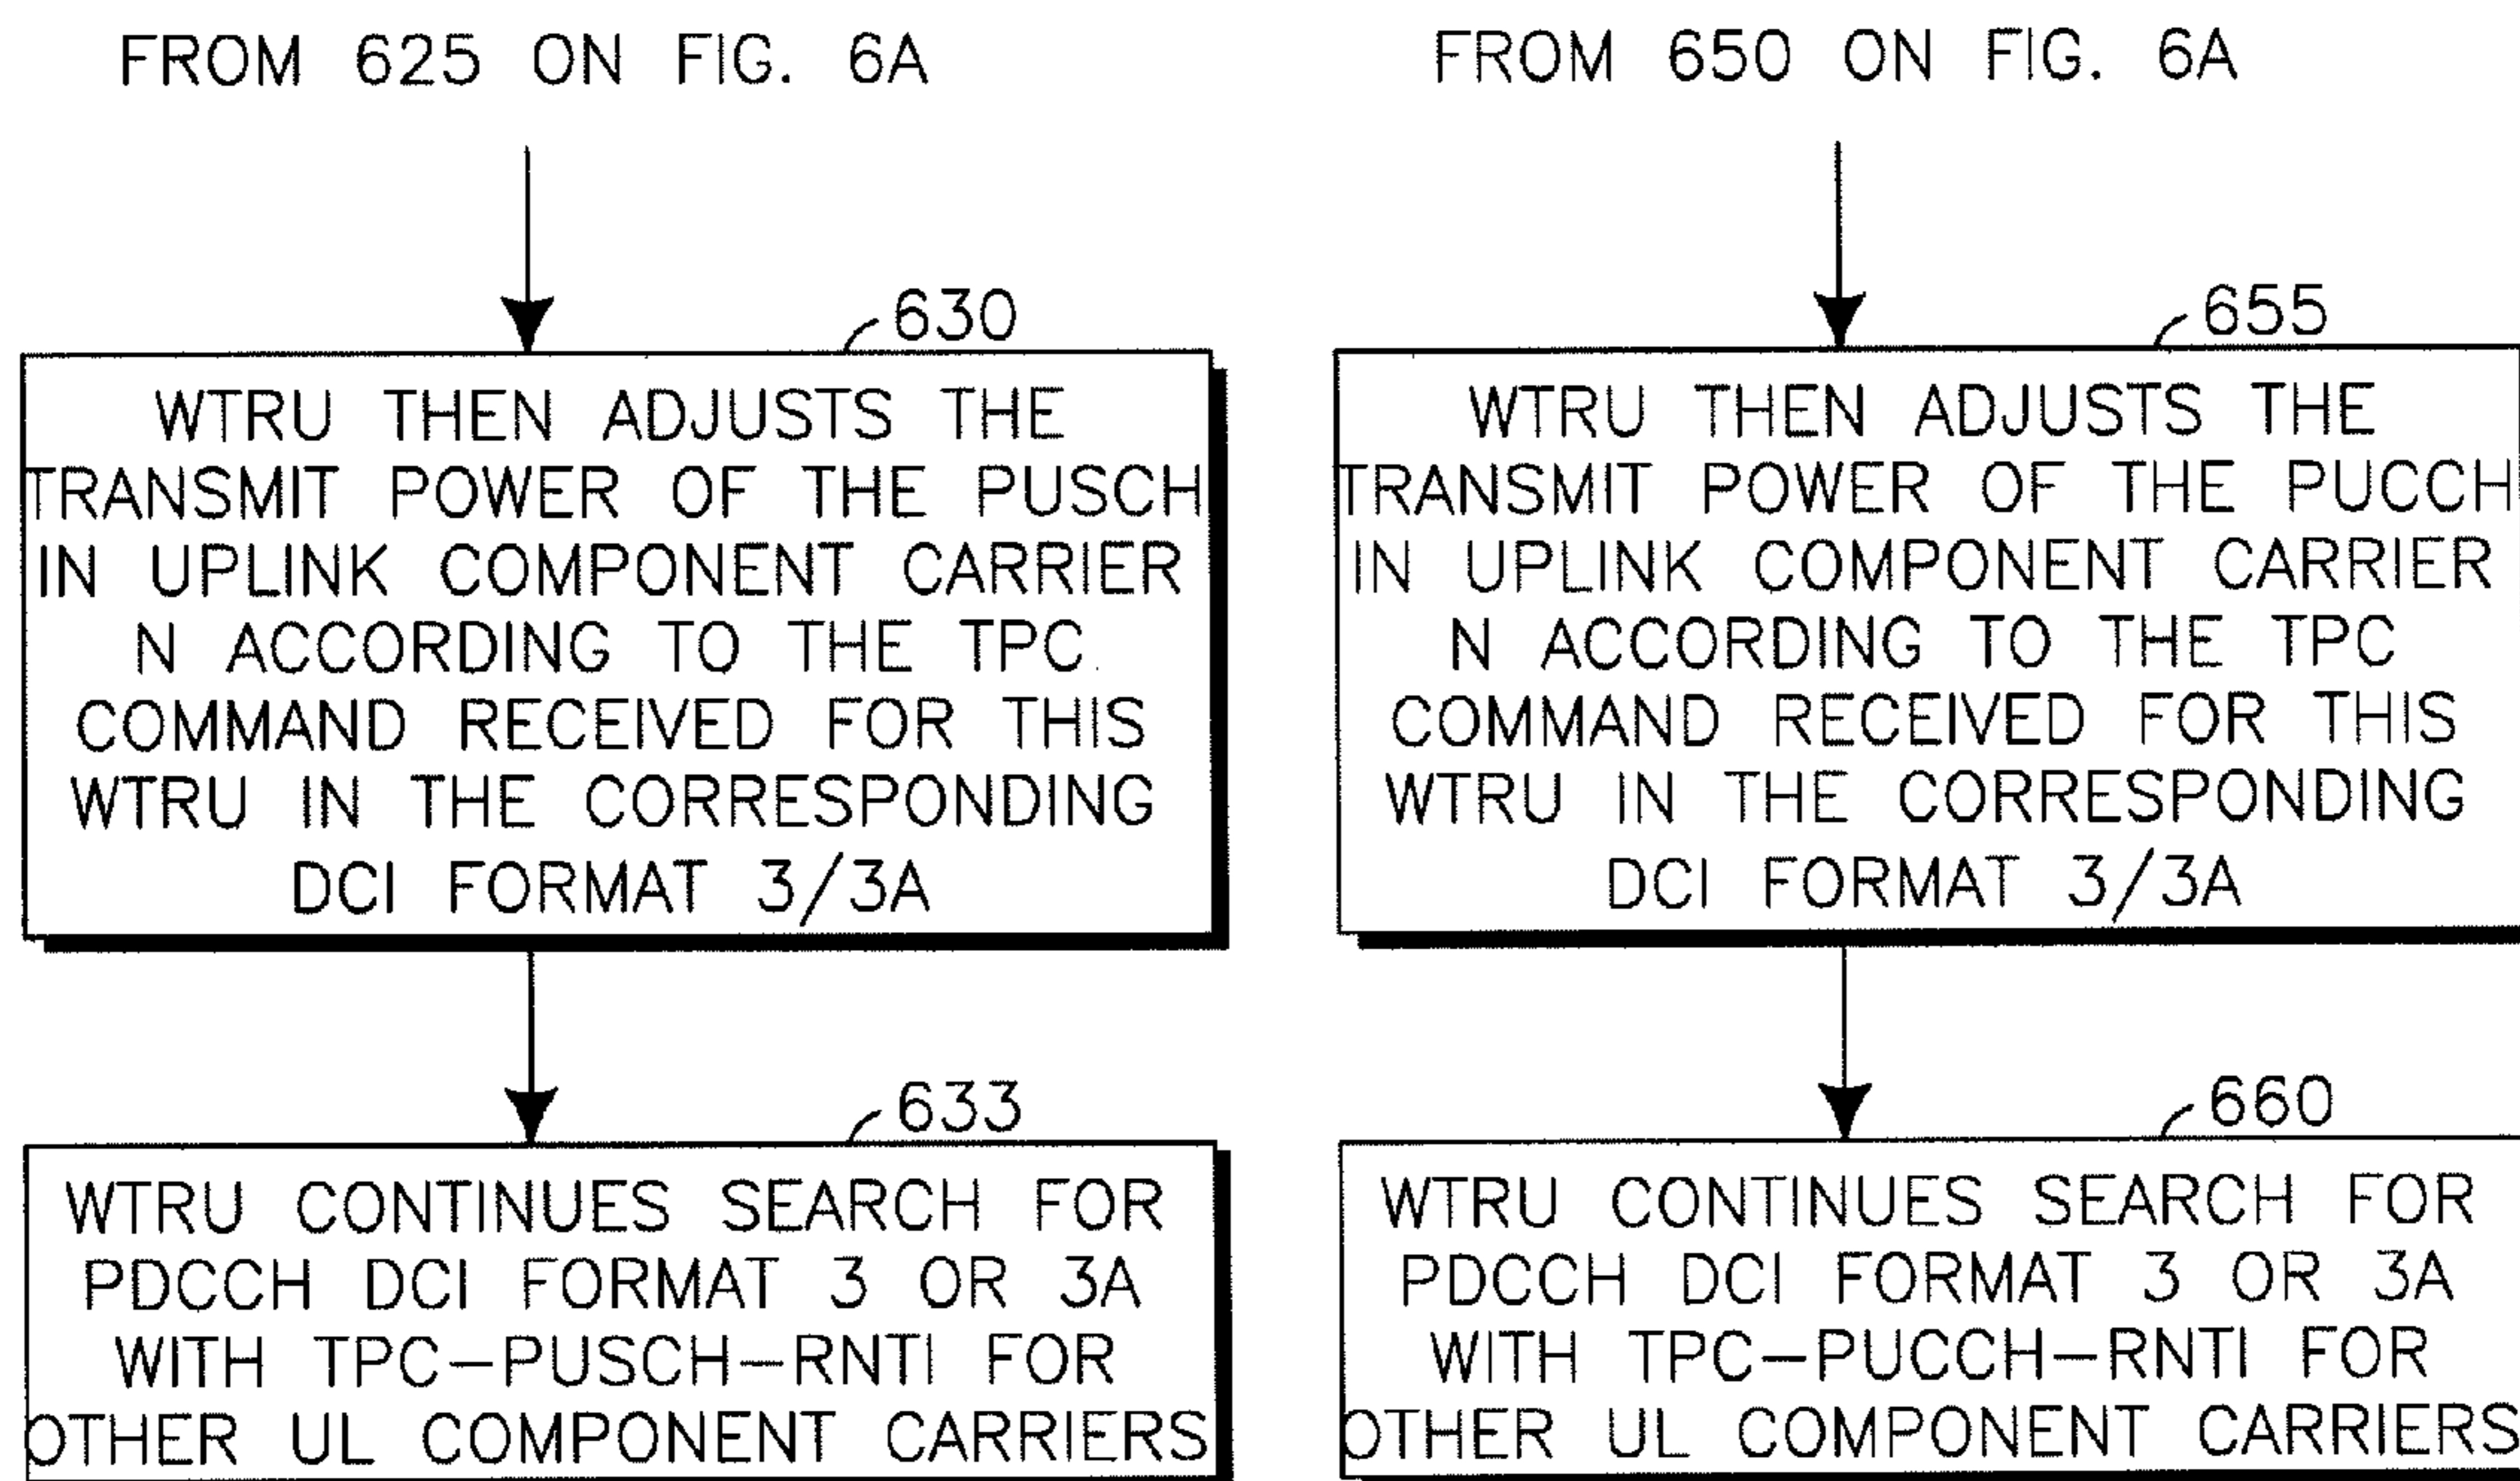 FROM 625 ON FIG. 6A
630
WTRU THEN ADJUSTS THE
TRANSMIT POWER OF THE PUSCH
IN UPLINK COMPONENT CARRIER
N ACCORDING TO THE TPC
COMMAND RECEIVED FOR THIS
WTRU IN THE CORRESPONDING
DCI FORMAT 3/3A
633
WTRU CONTINUES SEARCH FOR
PDCCH DCI FORMAT 3 OR 3A
WITH TPC-PUSCH-RNTI FOR
OTHER UL COMPONENT CARRIERS
FROM 650 ON FIG. 6A
655
WTRU THEN ADJUSTS THE
TRANSMIT POWER OF THE PUCCH
IN UPLINK COMPONENT CARRIER
N ACCORDING TO THE TPC
COMMAND RECEIVED FOR THIS
WTRU IN THE CORRESPONDING
DCI FORMAT 3/3A
660
WTRU CONTINUES SEARCH FOR
PDCCH DCI FORMAT 3 OR 3A
WITH TPC-PUCCH-RNTI FOR
OTHER UL COMPONENT CARRIERS